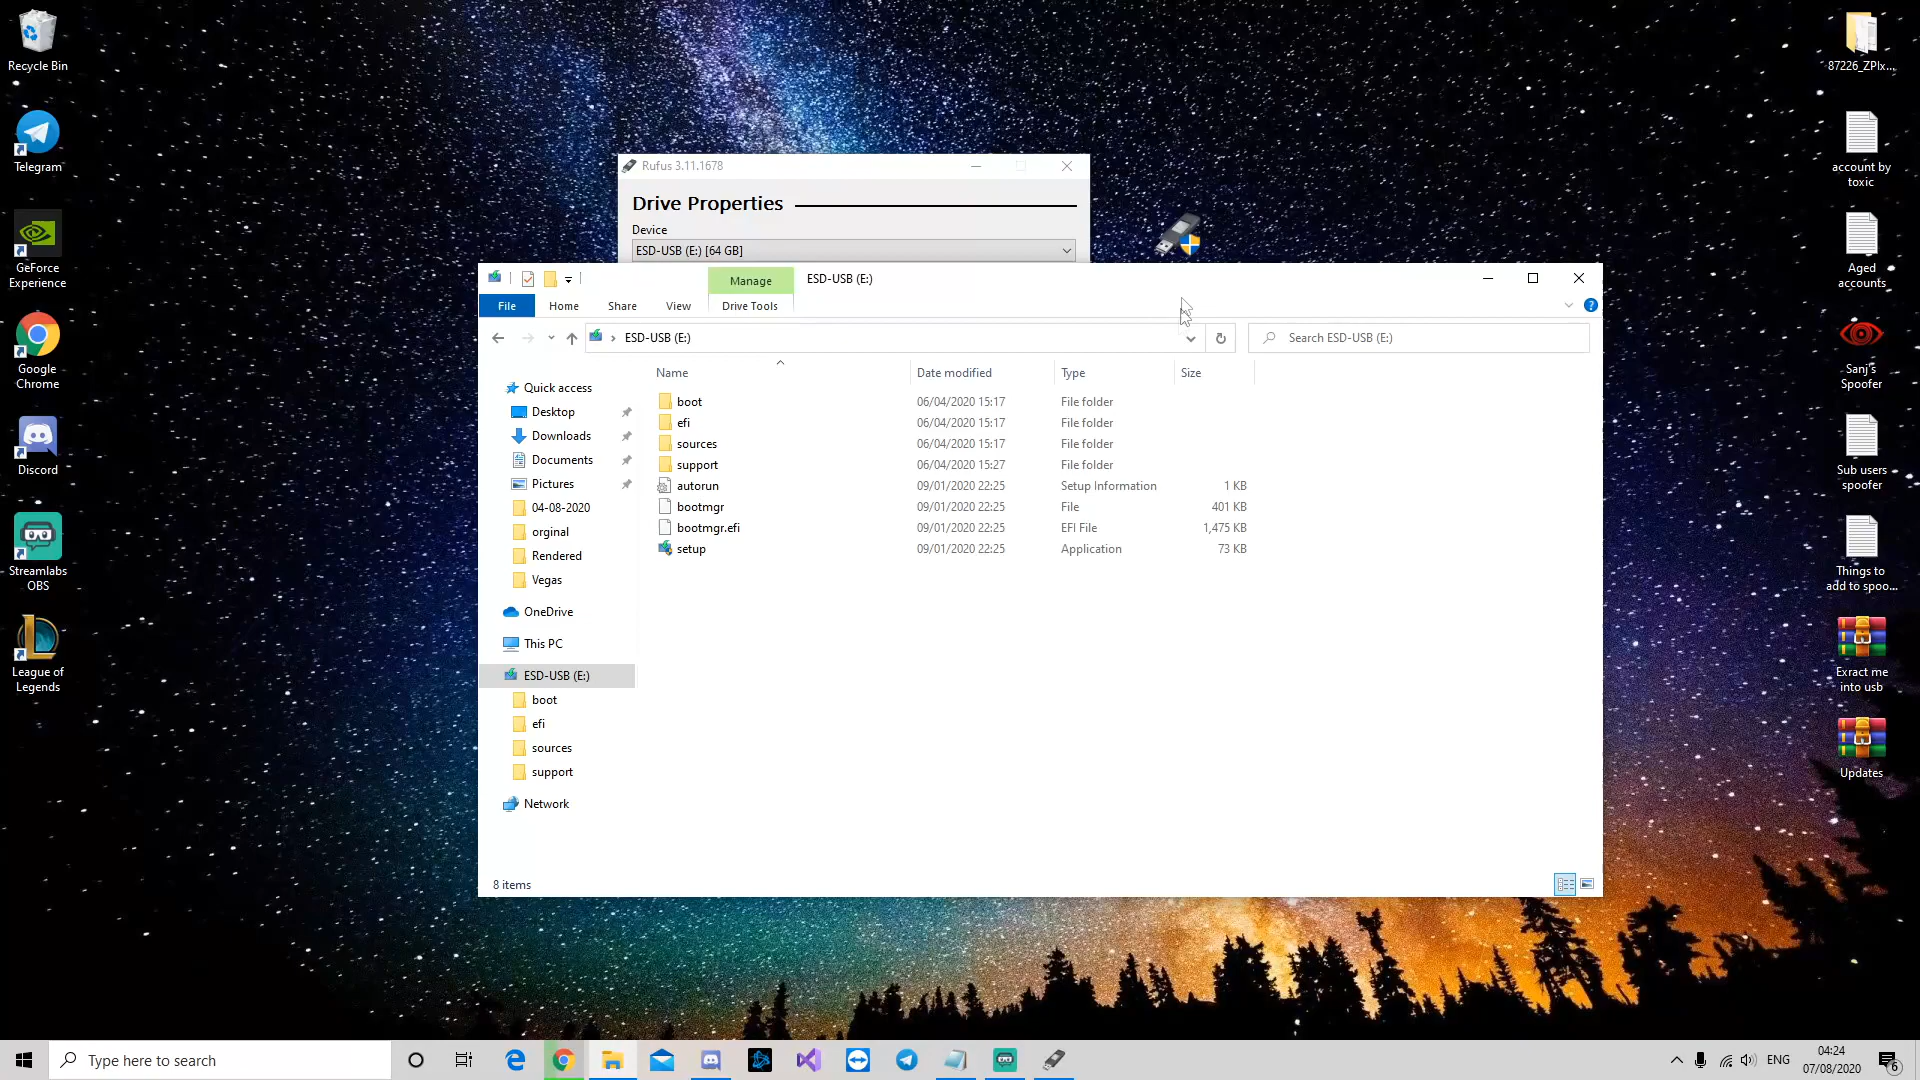 Recycle Bin
Telegram
GeForce
Experience
Google
Chrome
Discord
Streamlabs
OBS
League of
Legends
Rufus 3.11.1678
Drive Properties
Device
ESD-USB (E:) [64 GB]
Manage
ESD-USB (E:)
File
Home
Share
View
Drive Tools
ESD-USB (E:)
Search ESD-USB (E:)
Name
Date modified
Type
Size
boot 06/04/2020 15:17 File folder
efi 06/04/2020 15:17 File folder
sources 06/04/2020 15:17 File folder
support 06/04/2020 15:27 File folder
autorun 09/01/2020 22:25 Setup Information 1 KB
bootmgr 09/01/2020 22:25 File 401 KB
bootmgr.efi 09/01/2020 22:25 EFI File 1,475 KB
setup 09/01/2020 22:25 Application 73 KB
Quick access
Desktop
Downloads
Documents
Pictures
04-08-2020
orginal
Rendered
Vegas
OneDrive
This PC
ESD-USB (E:)
boot
efi
sources
support
Network
8 items
87226_ZPlx...
account by
toxic
Aged
accounts
Sanj's
Spoofer
Sub users
spoofer
Things to
add to spoo...
Exract me
into usb
Updates
Type here to search
ENG
04:24
07/08/2020
6